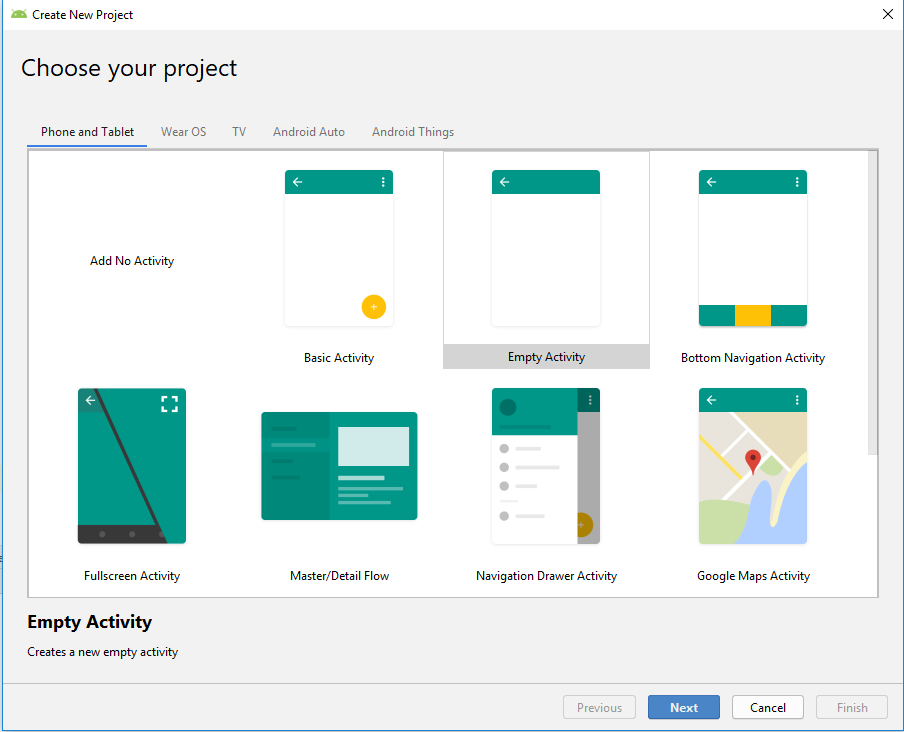 Create New Project
Choose your project
Phone and Tablet Wear OS TV Android Auto Android Things
Add No Activity
Basic Activity
Empty Activity
Bottom Navigation Activity
Fullscreen Activity
Master/Detail Flow
Navigation Drawer Activity
Google Maps Activity
Empty Activity
Creates a new empty activity
Previous Next Cancel Finish